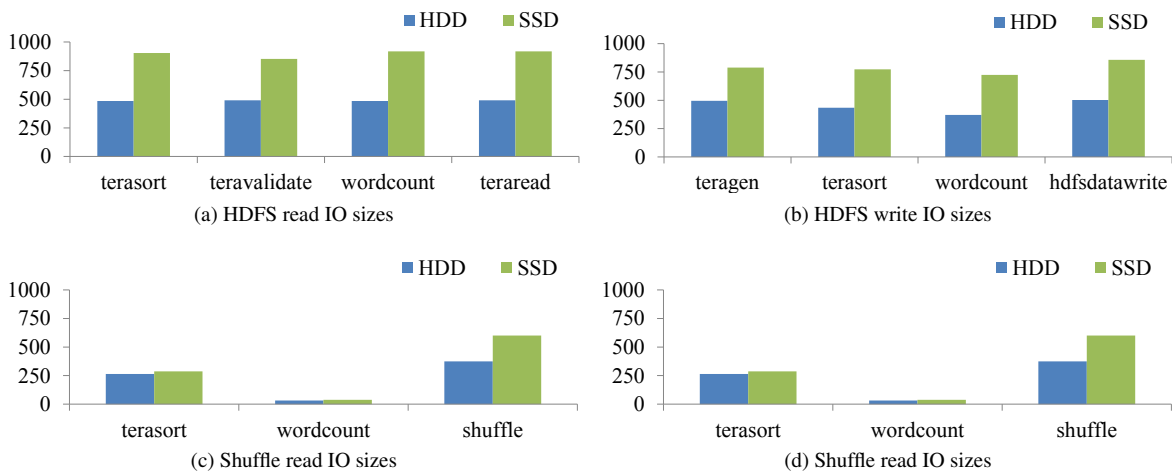 HDD SSD
1000
750
500
250
0
terasort teravalidate wordcount teraread
(a) HDFS read IO sizes
HDD SSD
1000
750
500
250
0
teragen terasort wordcount hdfsdatawrite
(b) HDFS write IO sizes
HDD SSD
1000
750
500
250
0
terasort wordcount shuffle
(c) Shuffle read IO sizes
HDD SSD
1000
750
500
250
0
terasort wordcount shuffle
(d) Shuffle read IO sizes